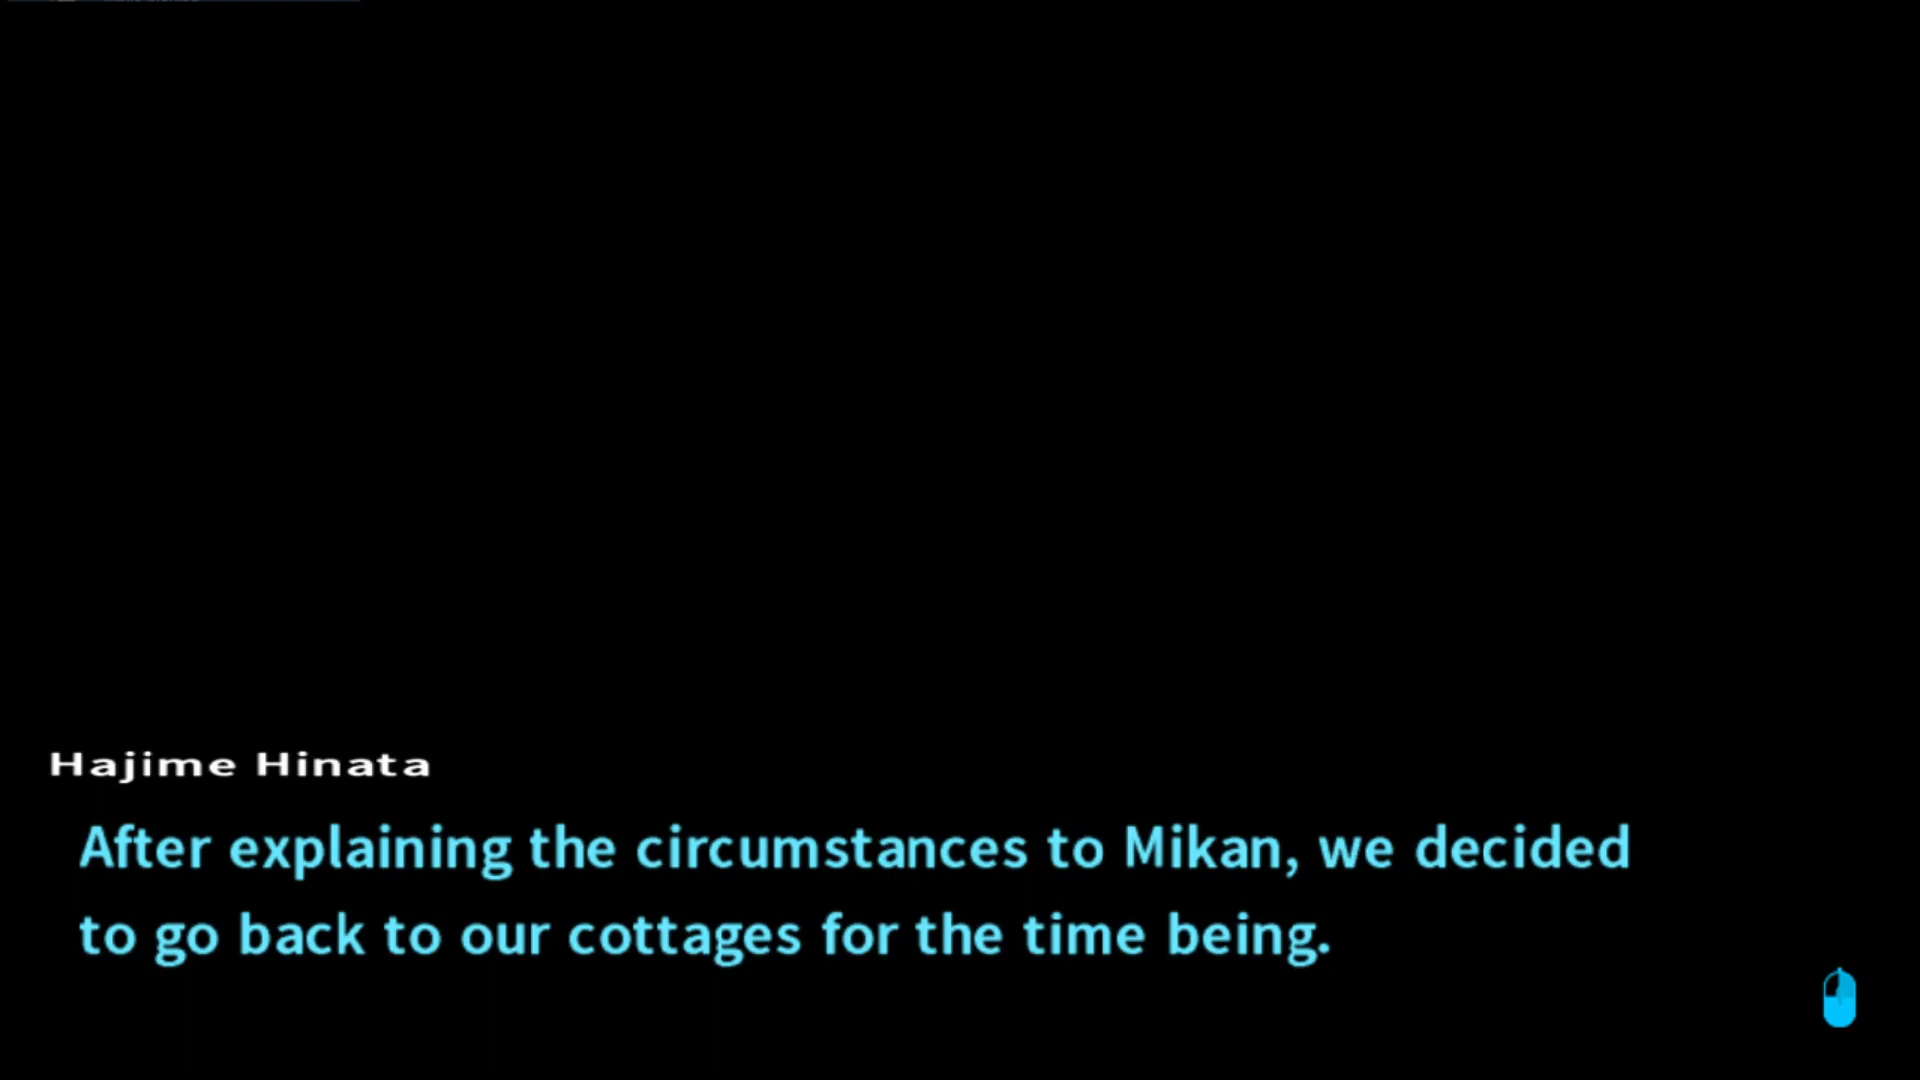 Hajime Hinata
After explaining the circumstances to Mikan, we decided
to go back to our cottages for the time being.